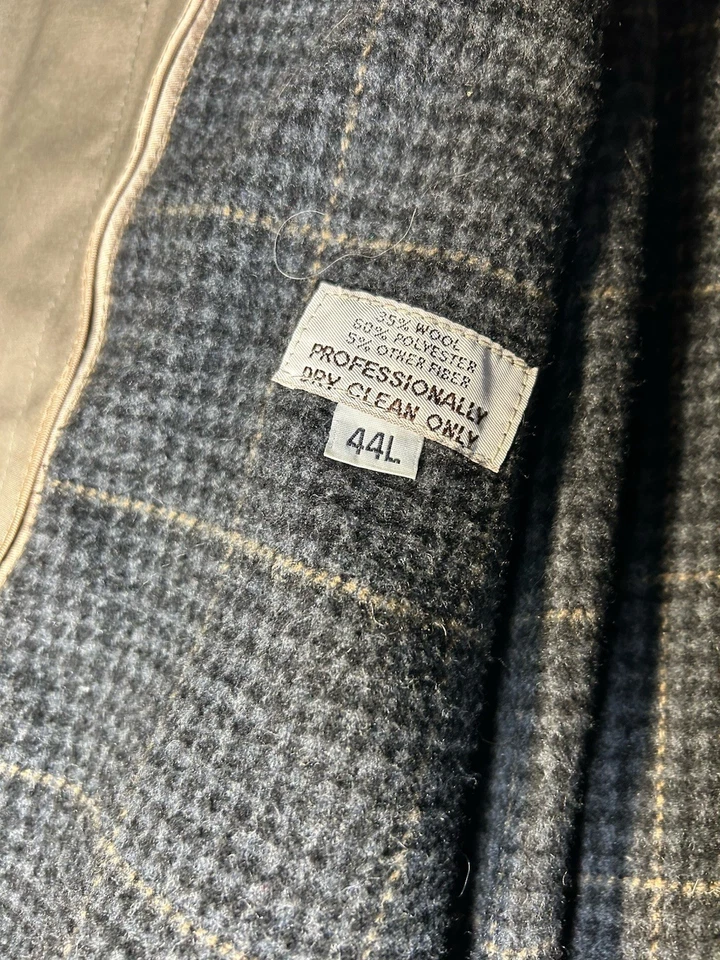 35% WOOL
60% POLYESTER
5% OTHER FIBER
PROFESSIONALLY
DRY CLEAN ONLY
44L